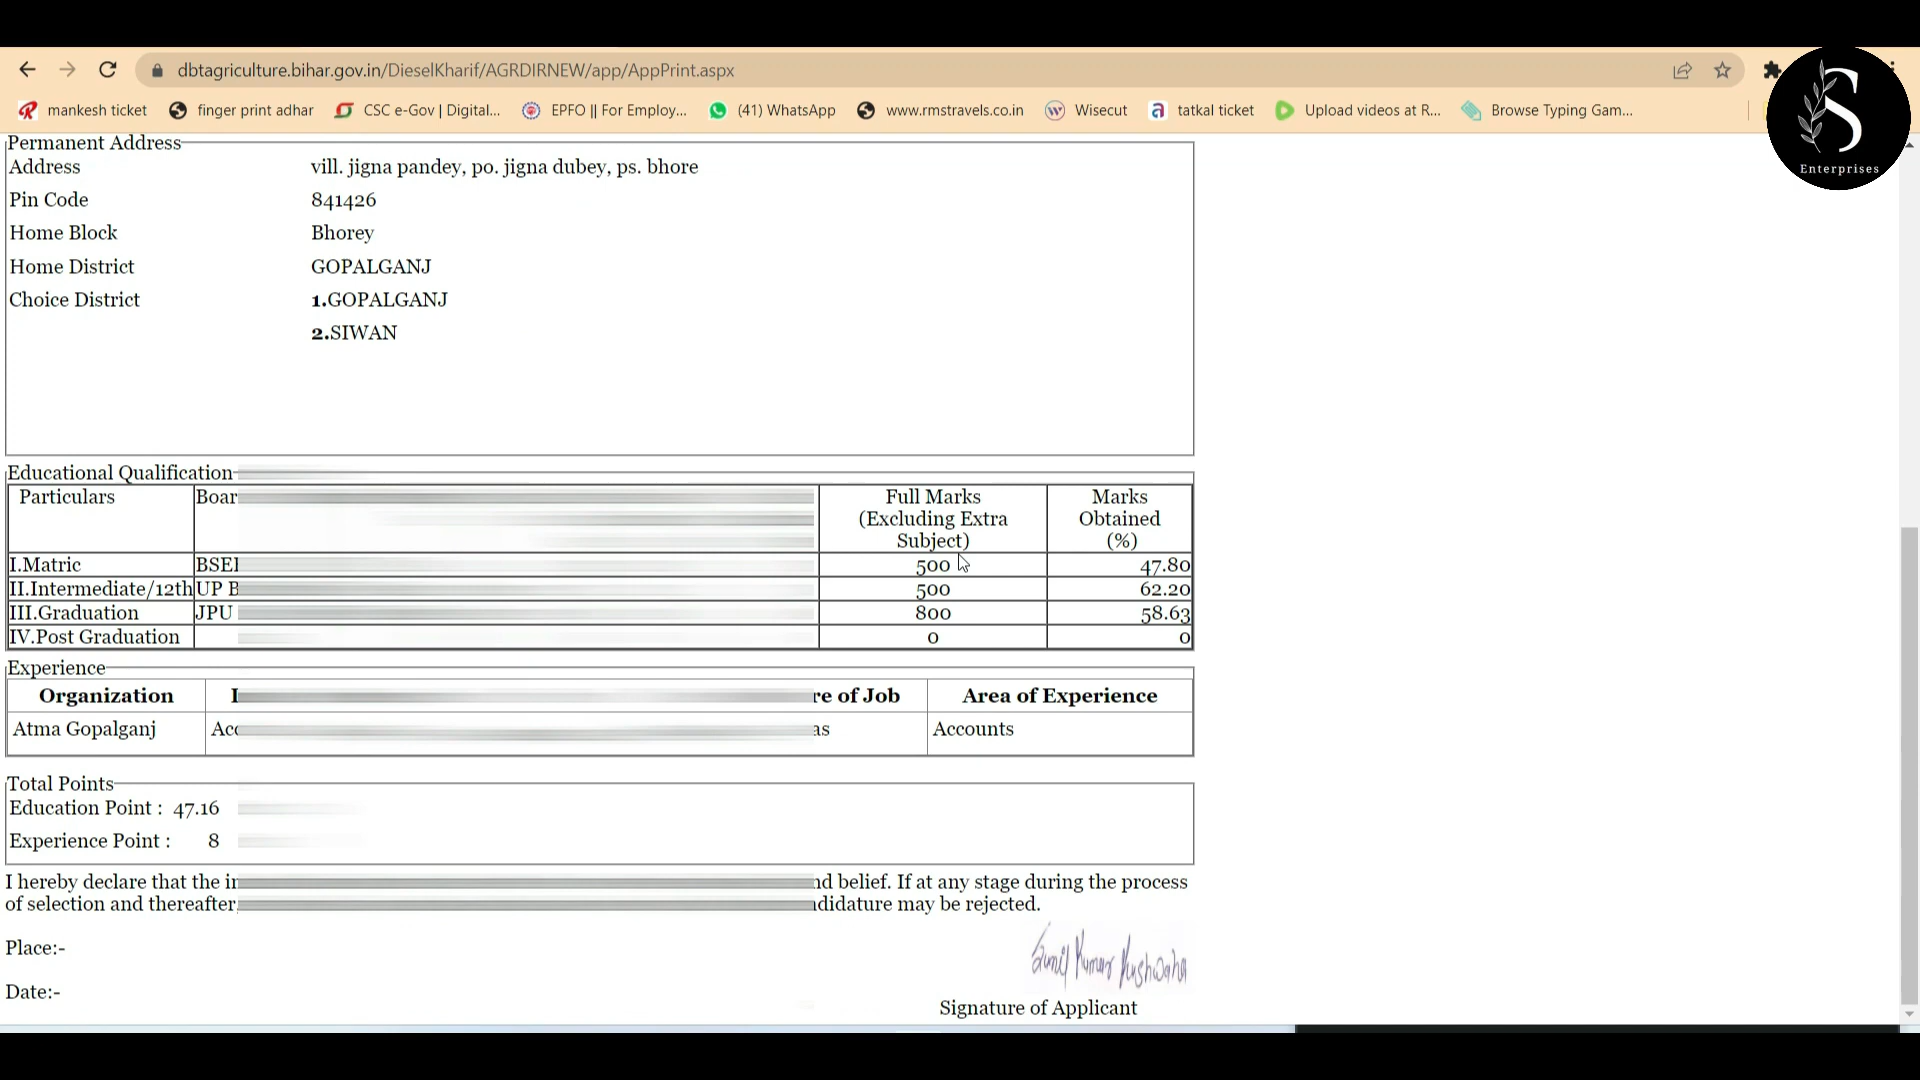 dbtagriculture.bihar.gov.in/DieselKharif/AGRDIRNEW/app/AppPrint.aspx
mankesh ticket finger print adhar CSC e-Gov | Digital... EPFO || For Employ... (41) WhatsApp www.rmstravels.co.in Wisecut tatkal ticket Upload videos at R... Browse Typing Gam...
S
Enterprises
Permanent Address
Address vill. jigna pandey, po. jigna dubey, ps. bhore
Pin Code 841426
Home Block Bhorey
Home District GOPALGANJ
Choice District 1.GOPALGANJ
2.SIWAN
Educational Qualification
Particulars Boar Full Marks (Excluding Extra Subject) Marks Obtained (%)
I.Matric BSE 500 47.80
II.Intermediate/12th UP B 500 62.20
III.Graduation JPU 800 58.63
IV.Post Graduation 0 0
Experience
Organization re of Job Area of Experience
Atma Gopalganj Acc as Accounts
Total Points
Education Point : 47.16
Experience Point : 8
I hereby declare that the in nd belief. If at any stage during the process
of selection and thereafter, didature may be rejected.
Place:-
Date:-
Sunil Kumar Kushwaha
Signature of Applicant